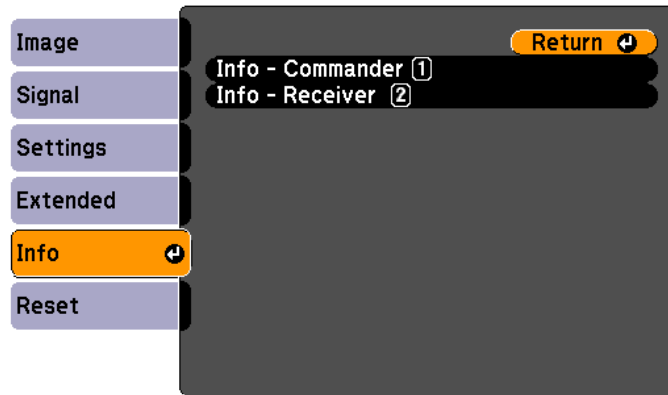 Image
Signal
Settings
Extended
Info
Reset
Return
Info - Commander 1
Info - Receiver 2